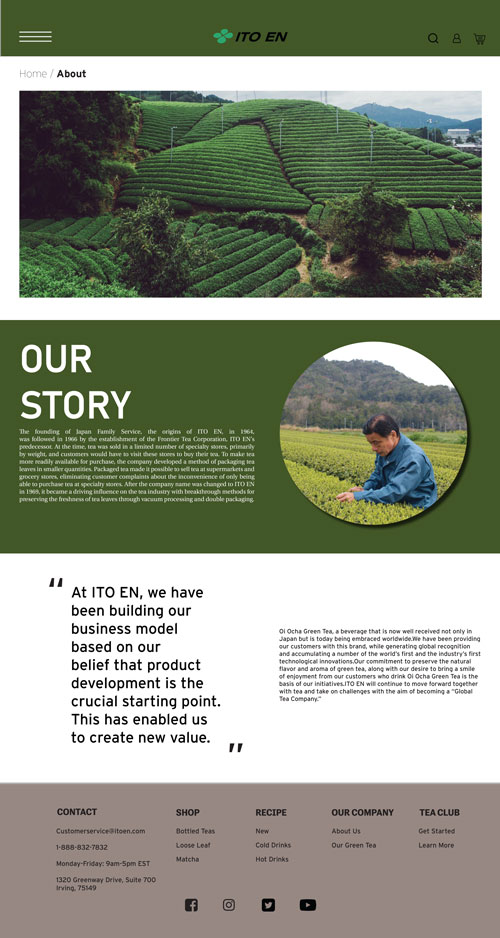 ITO EN
Home / About
OUR
STORY
The founding of Japan Family Service, the origins of ITO EN, in 1964,
was followed in 1966 by the establishment of the Frontier Tea Corporation, ITO EN's
predecessor. At the time, tea was sold in a limited number of specialty stores, primarily
by weight, and customers would have to visit these stores to buy their tea. To make tea
more readily available for purchase, the company developed a method of packaging tea
leaves in smaller quantities. Packaged tea made it possible to sell tea at supermarkets and
grocery stores, eliminating customer complaints about the inconvenience of only being
able to purchase tea at specialty stores. After the company name was changed to ITO EN
in 1969, it became a driving influence on the tea industry with breakthrough methods for
preserving the freshness of tea leaves through vacuum processing and double packaging.
“
At ITO EN, we have
been building our
business model
based on our
belief that product
development is the
crucial starting point.
This has enabled us
to create new value.
”
Oi Ocha Green Tea, a beverage that is now well received not only in
Japan but is today being embraced worldwide.We have been providing
our customers with this brand, while generating global recognition
and accumulating a number of the world's first and the industry's first
technological innovations.Our commitment to preserve the natural
flavor and aroma of green tea, along with our desire to bring a smile
of enjoyment from our customers who drink Oi Ocha Green Tea is the
basis of our initiatives.ITO EN will continue to move forward together
with tea and take on challenges with the aim of becoming a “Global
Tea Company.”
CONTACT
Customerservice@itoen.com
1-888-832-7832
Monday-Friday: 9am-5pm EST
1320 Greenway Drive, Suite 700
Irving, 75149
SHOP
Bottled Teas
Loose Leaf
Matcha
RECIPE
New
Cold Drinks
Hot Drinks
OUR COMPANY
About Us
Our Green Tea
TEA CLUB
Get Started
Learn More